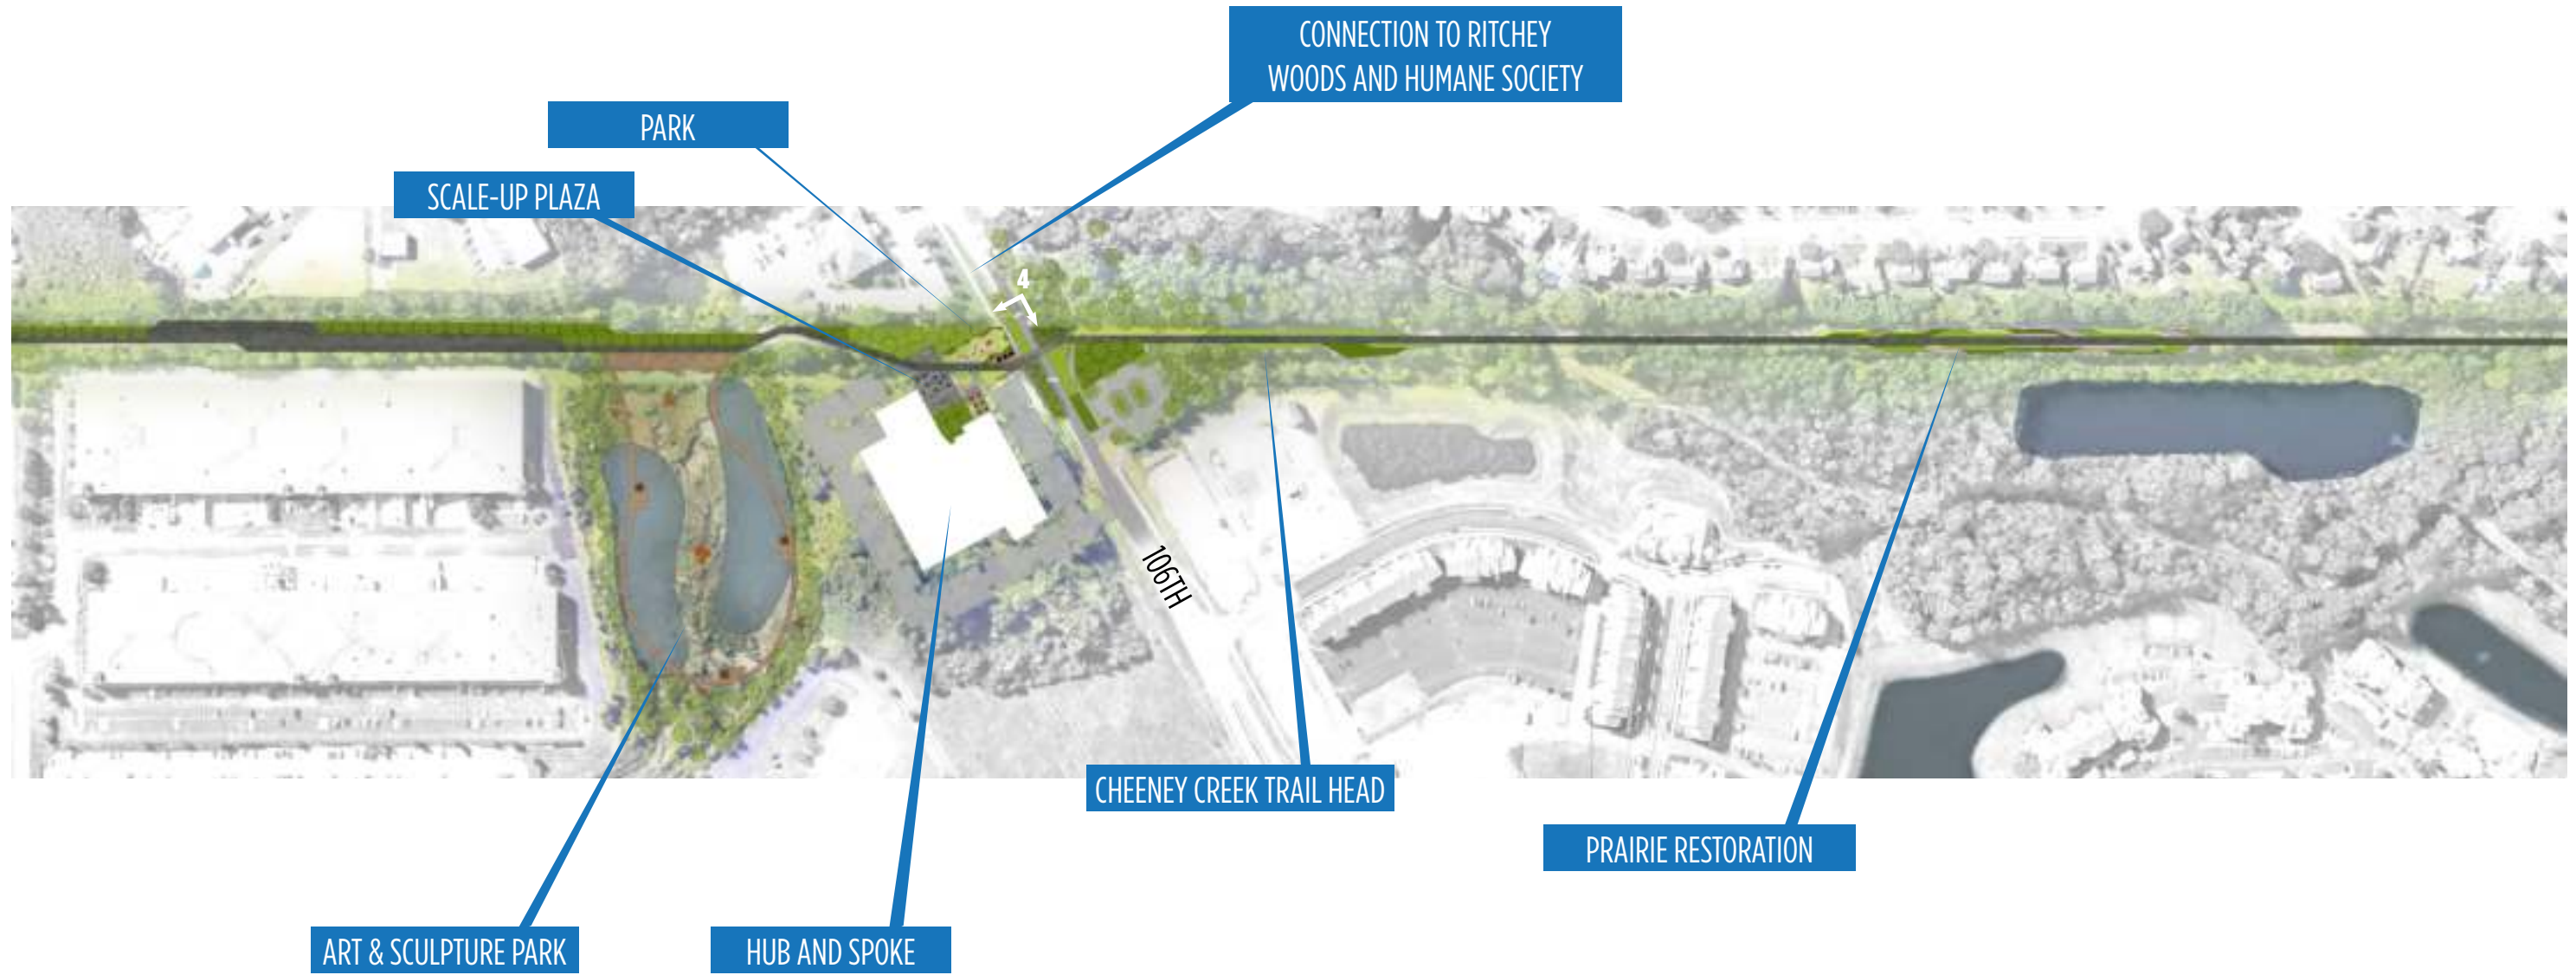 CONNECTION TO RITCHEY
WOODS AND HUMANE SOCIETY
PARK
SCALE-UP PLAZA
4
106TH
CHEENEY CREEK TRAIL HEAD
PRAIRIE RESTORATION
ART & SCULPTURE PARK
HUB AND SPOKE